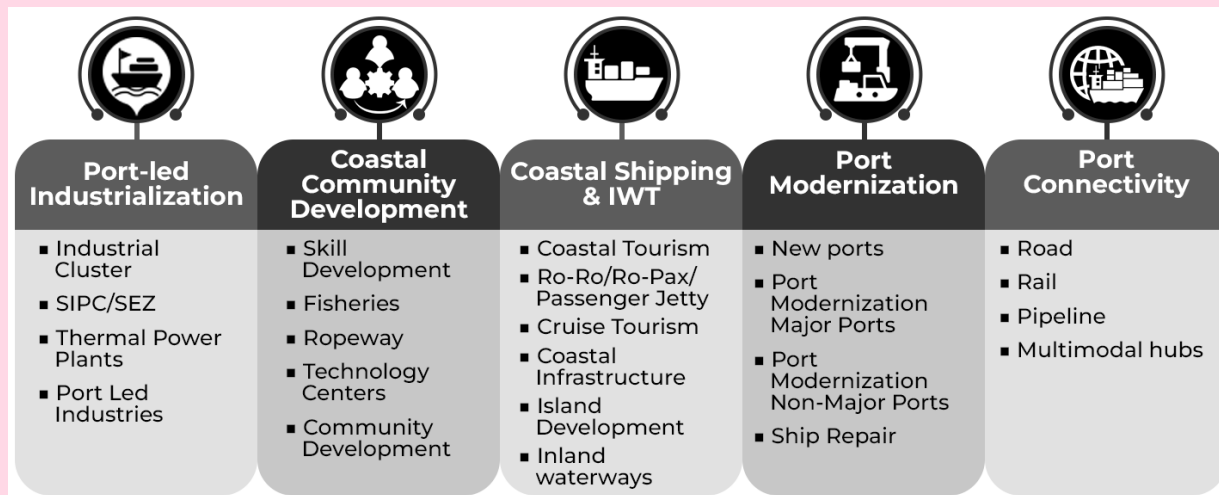 Port-led
Industrialization
▪ Industrial
Cluster
▪ SIPC/SEZ
▪ Thermal Power
Plants
▪ Port Led
Industries
Coastal
Community
Development
▪ Skill
Development
▪ Fisheries
▪ Ropeway
▪ Technology
Centers
▪ Community
Development
Coastal Shipping
& IWT
▪ Coastal Tourism
▪ Ro-Ro/Ro-Pax/
Passenger Jetty
▪ Cruise Tourism
▪ Coastal
Infrastructure
▪ Island
Development
▪ Inland
waterways
Port
Modernization
▪ New ports
▪ Port
Modernization
Major Ports
▪ Port
Modernization
Non-Major Ports
▪ Ship Repair
Port
Connectivity
▪ Road
▪ Rail
▪ Pipeline
▪ Multimodal hubs